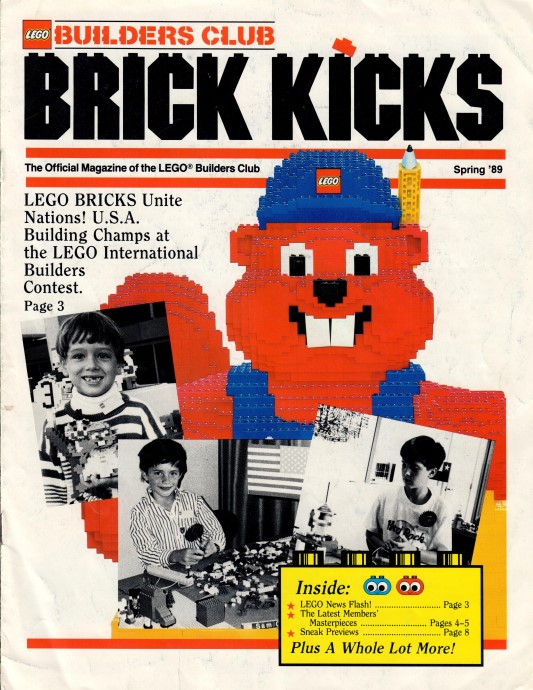 LEGO BUILDERS CLUB
BRICK KICKS
The Official Magazine of the LEGO® Builders Club
Spring '89
LEGO
LEGO BRICKS Unite
Nations! U.S.A.
Building Champs at
the LEGO International
Builders
Contest.
Page 3
3
Sam
Inside:
LEGO News Flash! ........................ Page 3
The Latest Members'
Masterpieces ........................ Pages 4–5
Sneak Previews ........................ Page 8
Plus A Whole Lot More!